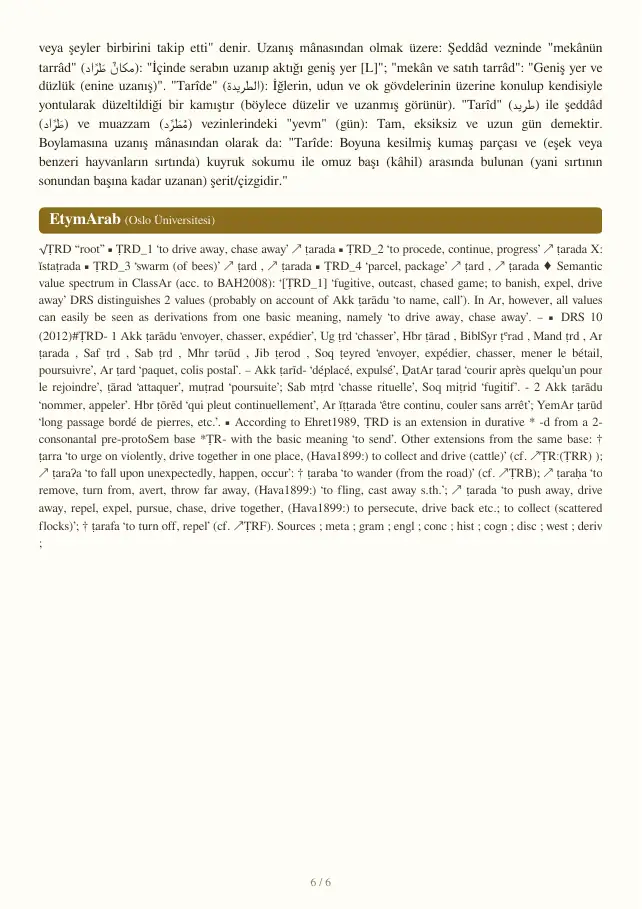 veya şeyler birbirini takip etti" denir. Uzanış mânasından olmak üzere: Şeddâd vezninde "mekânün
tarrâd" (مكانٌ طَرَّاد): "İçinde serabın uzanıp aktığı geniş yer [L]"; "mekân ve satıh tarrâd": "Geniş yer ve
düzlük (enine uzanış)". "Tarîde" (الطريدة): İğlerin, udun ve ok gövdelerinin üzerine konulup kendisiyle
yontularak düzeltildiği bir kamıştır (böylece düzelir ve uzanmış görünür). "Tarîd" (طريد) ile şeddâd
(طَرَّاد) ve muazzam (مُطَرَّد) vezinlerindeki "yevm" (gün): Tam, eksiksiz ve uzun gün demektir.
Boylamasına uzanış mânasından olarak da: "Tarîde: Boyuna kesilmiş kumaş parçası ve (eşek veya
benzeri hayvanların sırtında) kuyruk sokumu ile omuz başı (kâhil) arasında bulunan (yani sırtının
sonundan başına kadar uzanan) şerit/çizgidir."
EtymArab (Oslo Üniversitesi)
√ṬRD “root” ▪ ṬRD_1 ‘to drive away, chase away’ ↗ ṭarada ▪ ṬRD_2 ‘to procede, continue, progress’ ↗ ṭarada X:
ĭstaṭrada ▪ ṬRD_3 ‘swarm (of bees)’ ↗ ṭard , ↗ ṭarada ▪ ṬRD_4 ‘parcel, package’ ↗ ṭard , ↗ ṭarada ♦ Semantic
value spectrum in ClassAr (acc. to BAH2008): ‘[ṬRD_1] ‘fugitive, outcast, chased game; to banish, expel, drive
away’ DRS distinguishes 2 values (probably on account of Akk ṭarādu ‘to name, call’). In Ar, however, all values
can easily be seen as derivations from one basic meaning, namely ‘to drive away, chase away’. – ▪ DRS 10
(2012)#ṬRD- 1 Akk ṭarādu ‘envoyer, chasser, expédier’, Ug ṭrd ‘chasser’, Hbr ṭārad , BiblSyr ṭᵉrad , Mand ṭrd , Ar
ṭarada , Saf ṭrd , Sab ṭrd , Mhr ṭərūd , Jib ṭerod , Soq ṭeyred ‘envoyer, expédier, chasser, mener le bétail,
poursuivre’, Ar ṭard ‘paquet, colis postal’. – Akk ṭarīd- ‘déplacé, expulsé’, ḎatAr ṭarad ‘courir après quelqu’un pour
le rejoindre’, ṭārad ‘attaquer’, muṭrad ‘poursuite’; Sab mṭrd ‘chasse rituelle’, Soq miṭrid ‘fugitif’. - 2 Akk ṭarādu
‘nommer, appeler’. Hbr ṭōrēd ‘qui pleut continuellement’, Ar ĭṭṭarada ‘être continu, couler sans arrêt’; YemAr ṭarūd
‘long passage bordé de pierres, etc.’. ▪ According to Ehret1989, ṬRD is an extension in durative * -d from a 2-
consonantal pre-protoSem base *ṬR- with the basic meaning ‘to send’. Other extensions from the same base: †
ṭarra ‘to urge on violently, drive together in one place, (Hava1899:) to collect and drive (cattle)’ (cf. ↗ṬR:(ṬRR) );
↗ ṭaraʔa ‘to fall upon unexpectedly, happen, occur’: † ṭaraba ‘to wander (from the road)’ (cf. ↗ṬRB); ↗ ṭaraḥa ‘to
remove, turn from, avert, throw far away, (Hava1899:) ‘to fling, cast away s.th.’; ↗ ṭarada ‘to push away, drive
away, repel, expel, pursue, chase, drive together, (Hava1899:) to persecute, drive back etc.; to collect (scattered
flocks)’; † ṭarafa ‘to turn off, repel’ (cf. ↗ṬRF). Sources ; meta ; gram ; engl ; conc ; hist ; cogn ; disc ; west ; deriv
;
6 / 6